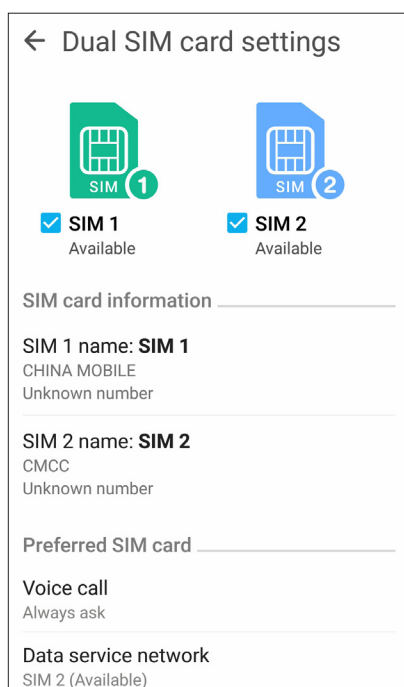 Dual SIM card settings
SIM 1
SIM 2
SIM 1
SIM 2
Available
Available
SIM card information
SIM 1 name: SIM 1
CHINA MOBILE
Unknown number
SIM 2 name: SIM 2
CMCC
Unknown number
Preferred SIM card
Voice call
Always ask
Data service network
SIM 2 (Available)